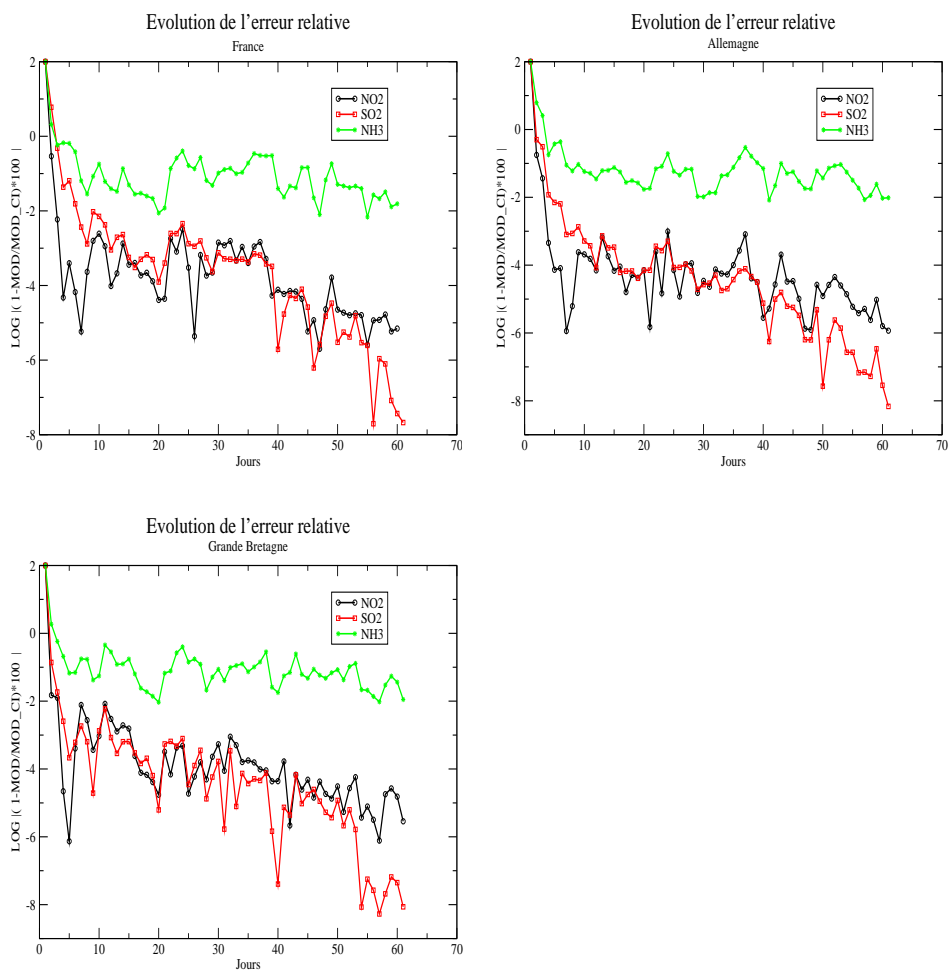 Evolution de l'erreur relative
France
LOG |( 1-MOD/MOD_CI)*100 |
2
0
-2
-4
-6
-8
NO2
SO2
NH3
0 10 20 30 40 50 60 70
Jours
Evolution de l'erreur relative
Allemagne
LOG |( 1-MOD/MOD_CI)*100 |
2
0
-2
-4
-6
-8
NO2
SO2
NH3
0 10 20 30 40 50 60 70
Jours
Evolution de l'erreur relative
Grande Bretagne
LOG |( 1-MOD/MOD_CI)*100 |
2
0
-2
-4
-6
-8
NO2
SO2
NH3
0 10 20 30 40 50 60 70
Jours